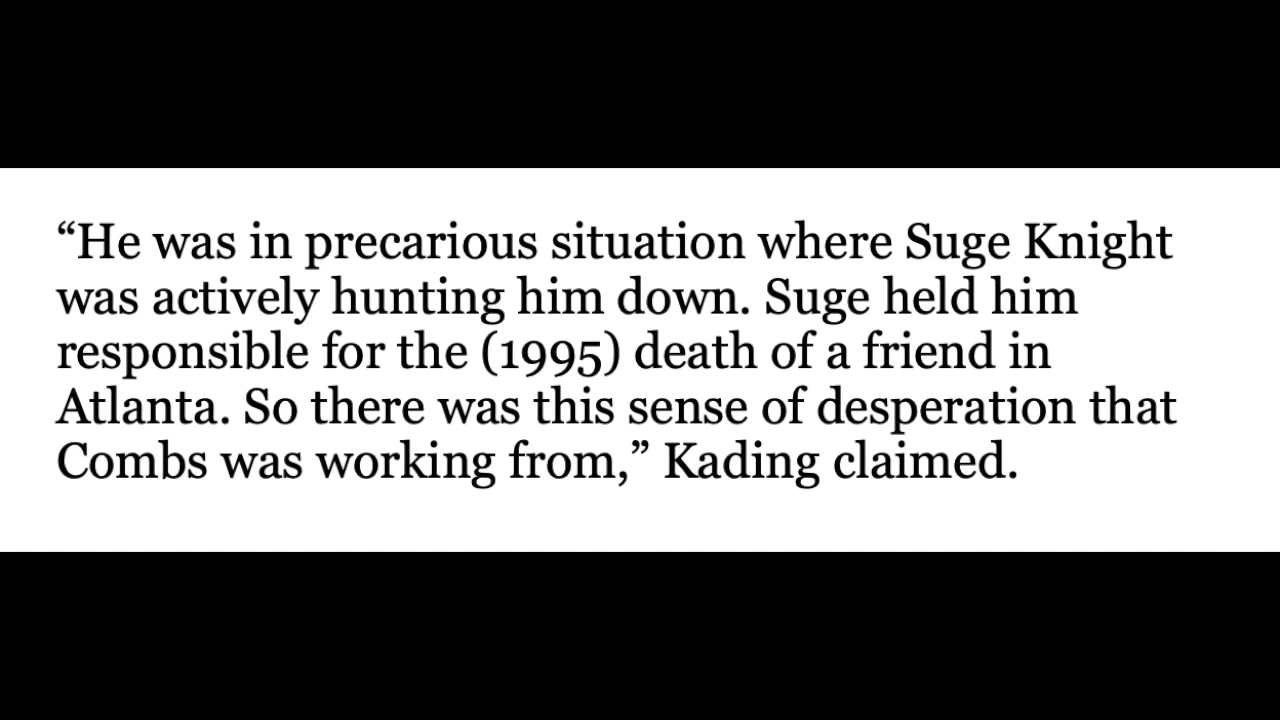 “He was in precarious situation where Suge Knight
was actively hunting him down. Suge held him
responsible for the (1995) death of a friend in
Atlanta. So there was this sense of desperation that
Combs was working from,” Kading claimed.